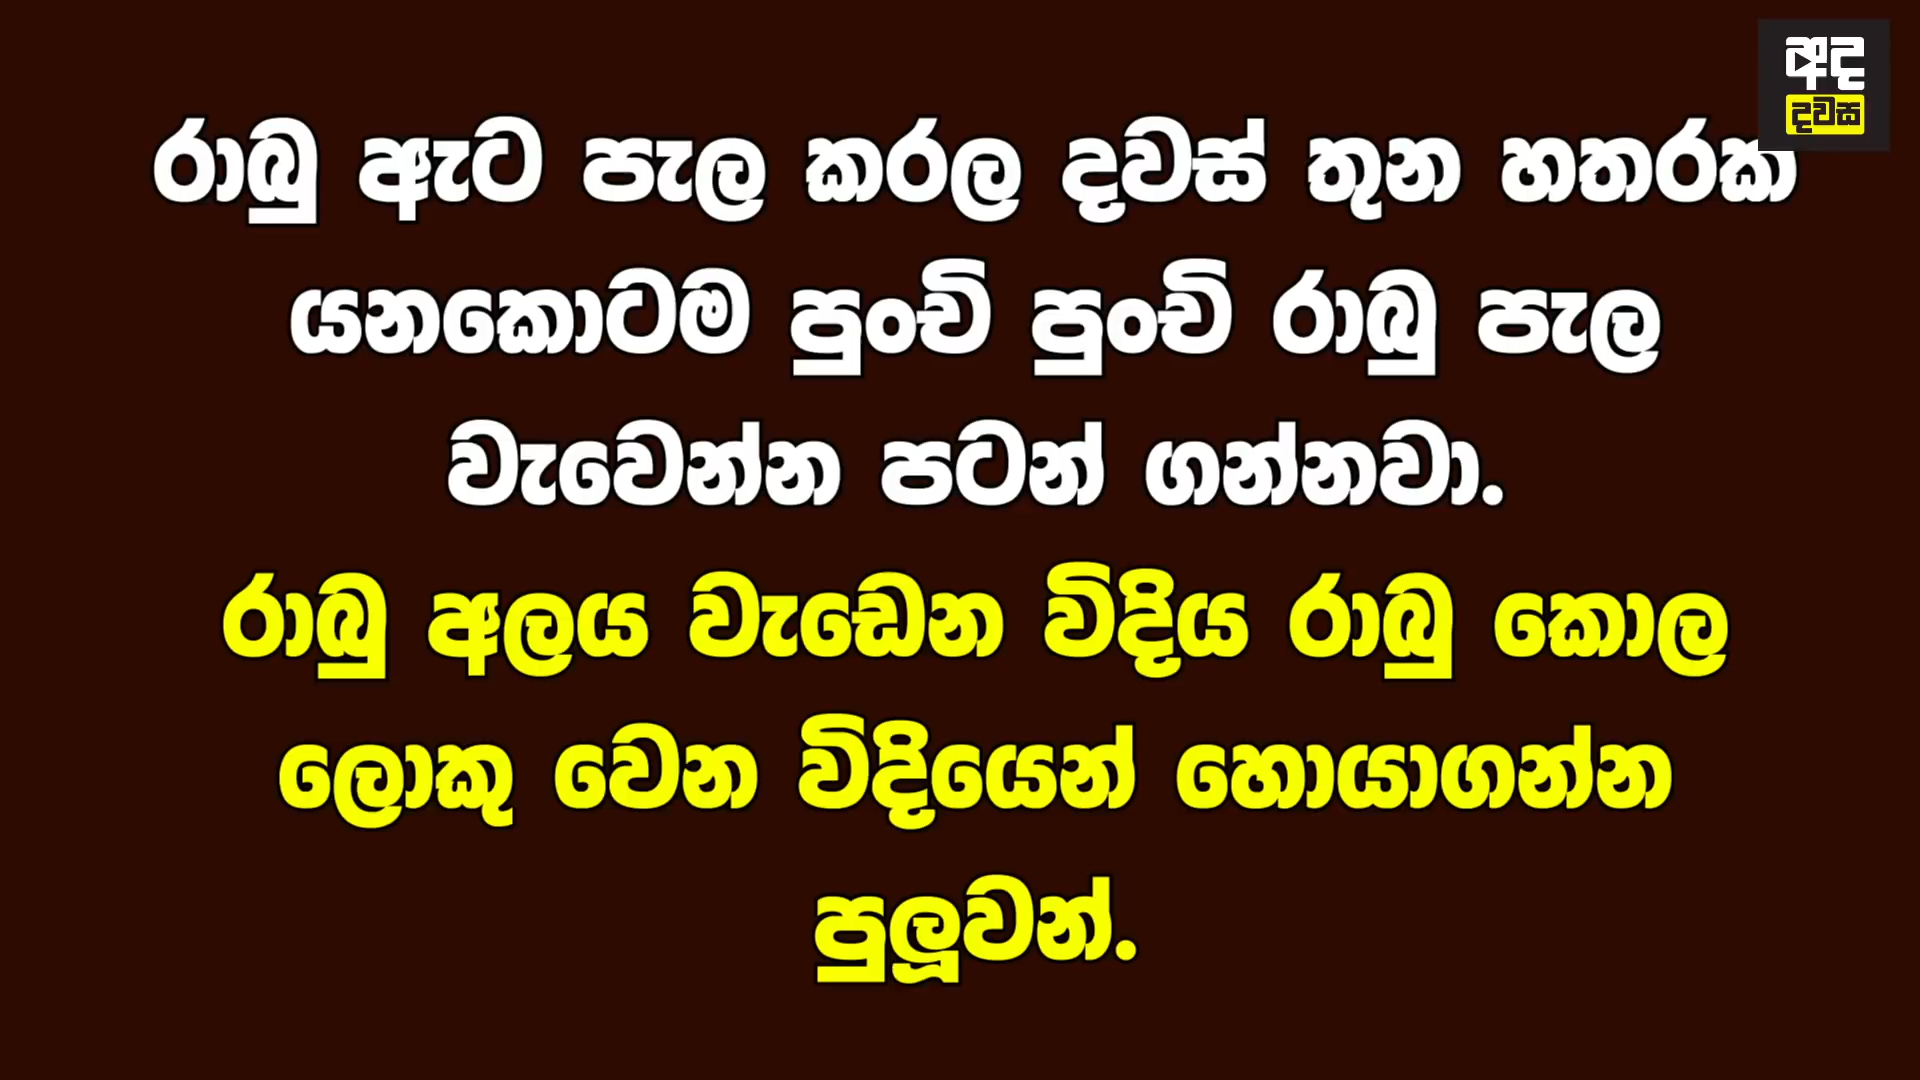 අද
දවස
රාබු ඇට පැල කරල දවස් තුන හතරක්
යනකොටම පුංචි පුංචි රාබු පැල
වැවෙන්න පටන් ගන්නවා.
රාබු අලය වැඩෙන විදිය රාබු කොල
ලොකු වෙන විදියෙන් හොයාගන්න
පුලුවන්.